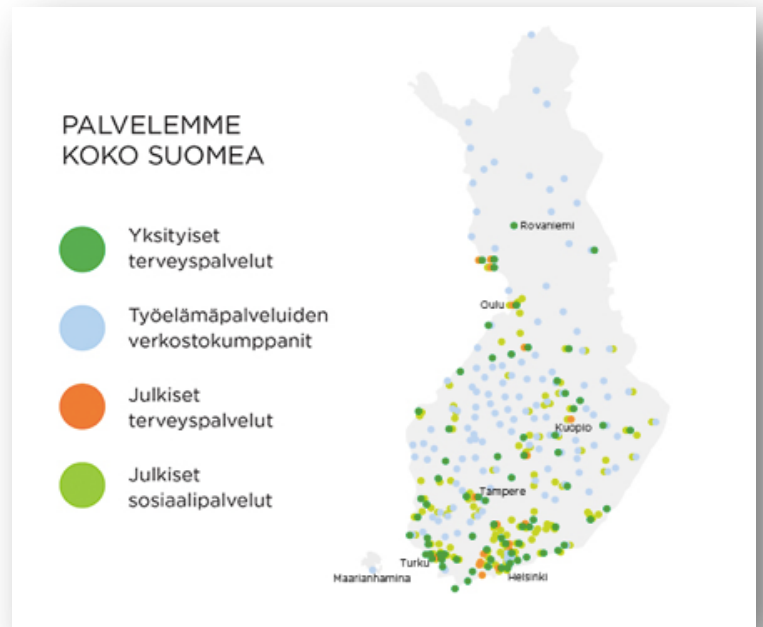 PALVELEMME
KOKO SUOMEA
Yksityiset
terveyspalvelut
Työelämäpalveluiden
verkostokumppanit
Julkiset
terveyspalvelut
Julkiset
sosiaalipalvelut
Rovaniemi
Oulu
Kuopio
Tampere
Turku
Maarianhamina
Helsinki